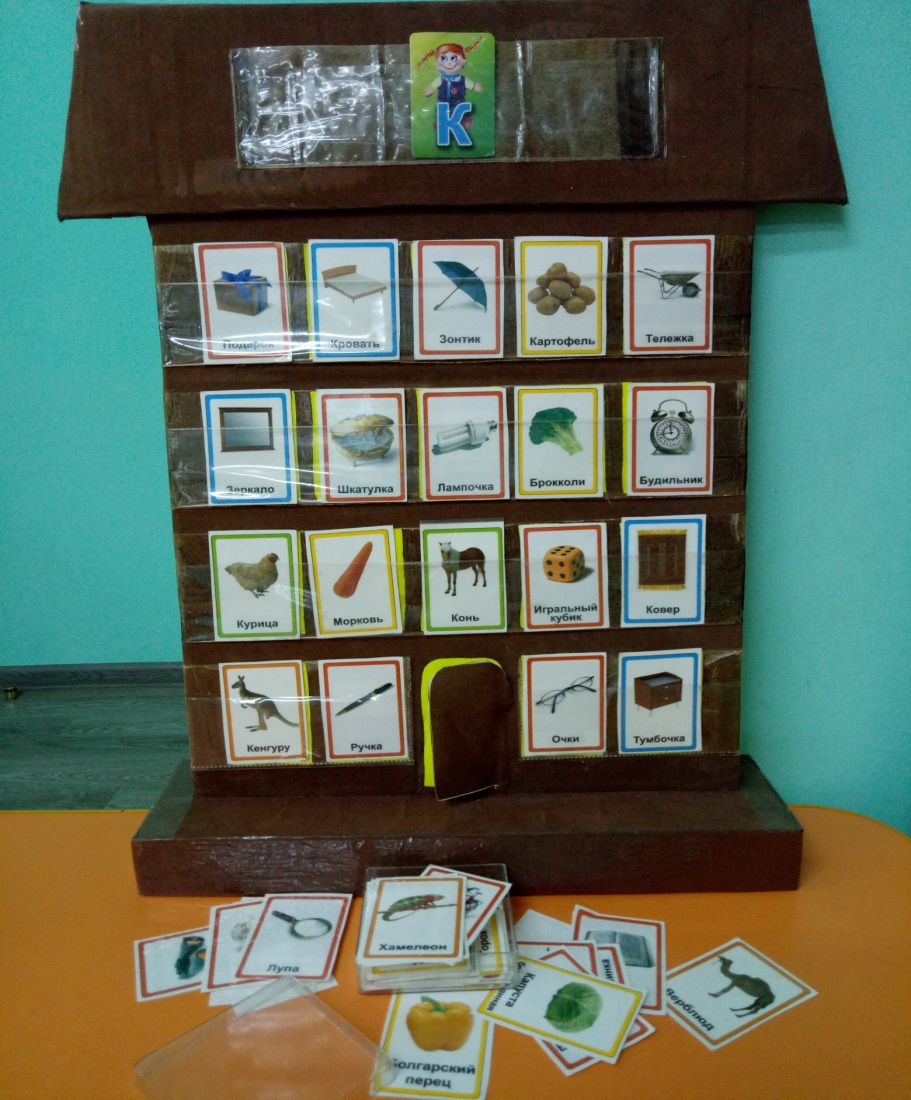 К
Подарок
Кровать
Зонтик
Картофель
Тележка
Зеркало
Шкатулка
Лампочка
Брокколи
Будильник
Курица
Морковь
Конь
Игральный
кубик
Ковер
Кенгуру
Ручка
Очки
Тумбочка
Хамелеон
Лупа
Капуста
Верблюд
Болгарский
перец